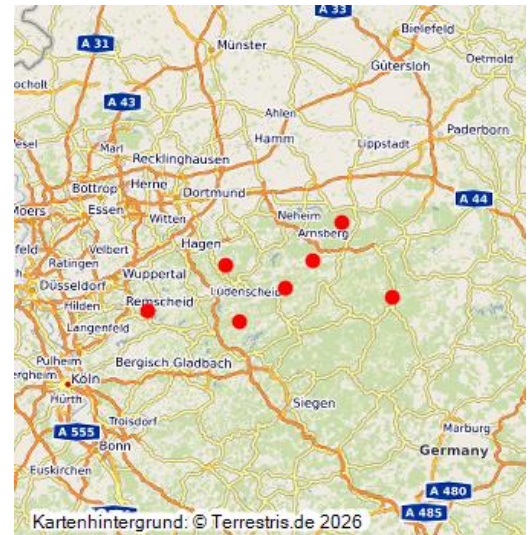 A 33
A 31
Münster
Bielefeld
Gütersloh
Detmold
ocholt
A 43
Ahlen
Paderborn
Hamm
Lippstadt
esel
Marl
Recklinghausen
Bottrop
Herne
Dortmund
A 44
Moers
Essen
Witten
Neheim
Arnsberg
feld
Velbert
Hagen
Ratingen
Wuppertal
Düsseldorf
Lüdenscheid
Hilden
Remscheid
Langenfeld
Pulheim
Bergisch Gladbach
ergheim
Köln
Hürth
Siegen
Troisdorf
Marburg
A 555
Bonn
Germany
Euskirchen
A 480
A 485
Kartenhintergrund: © Terrestris.de 2026